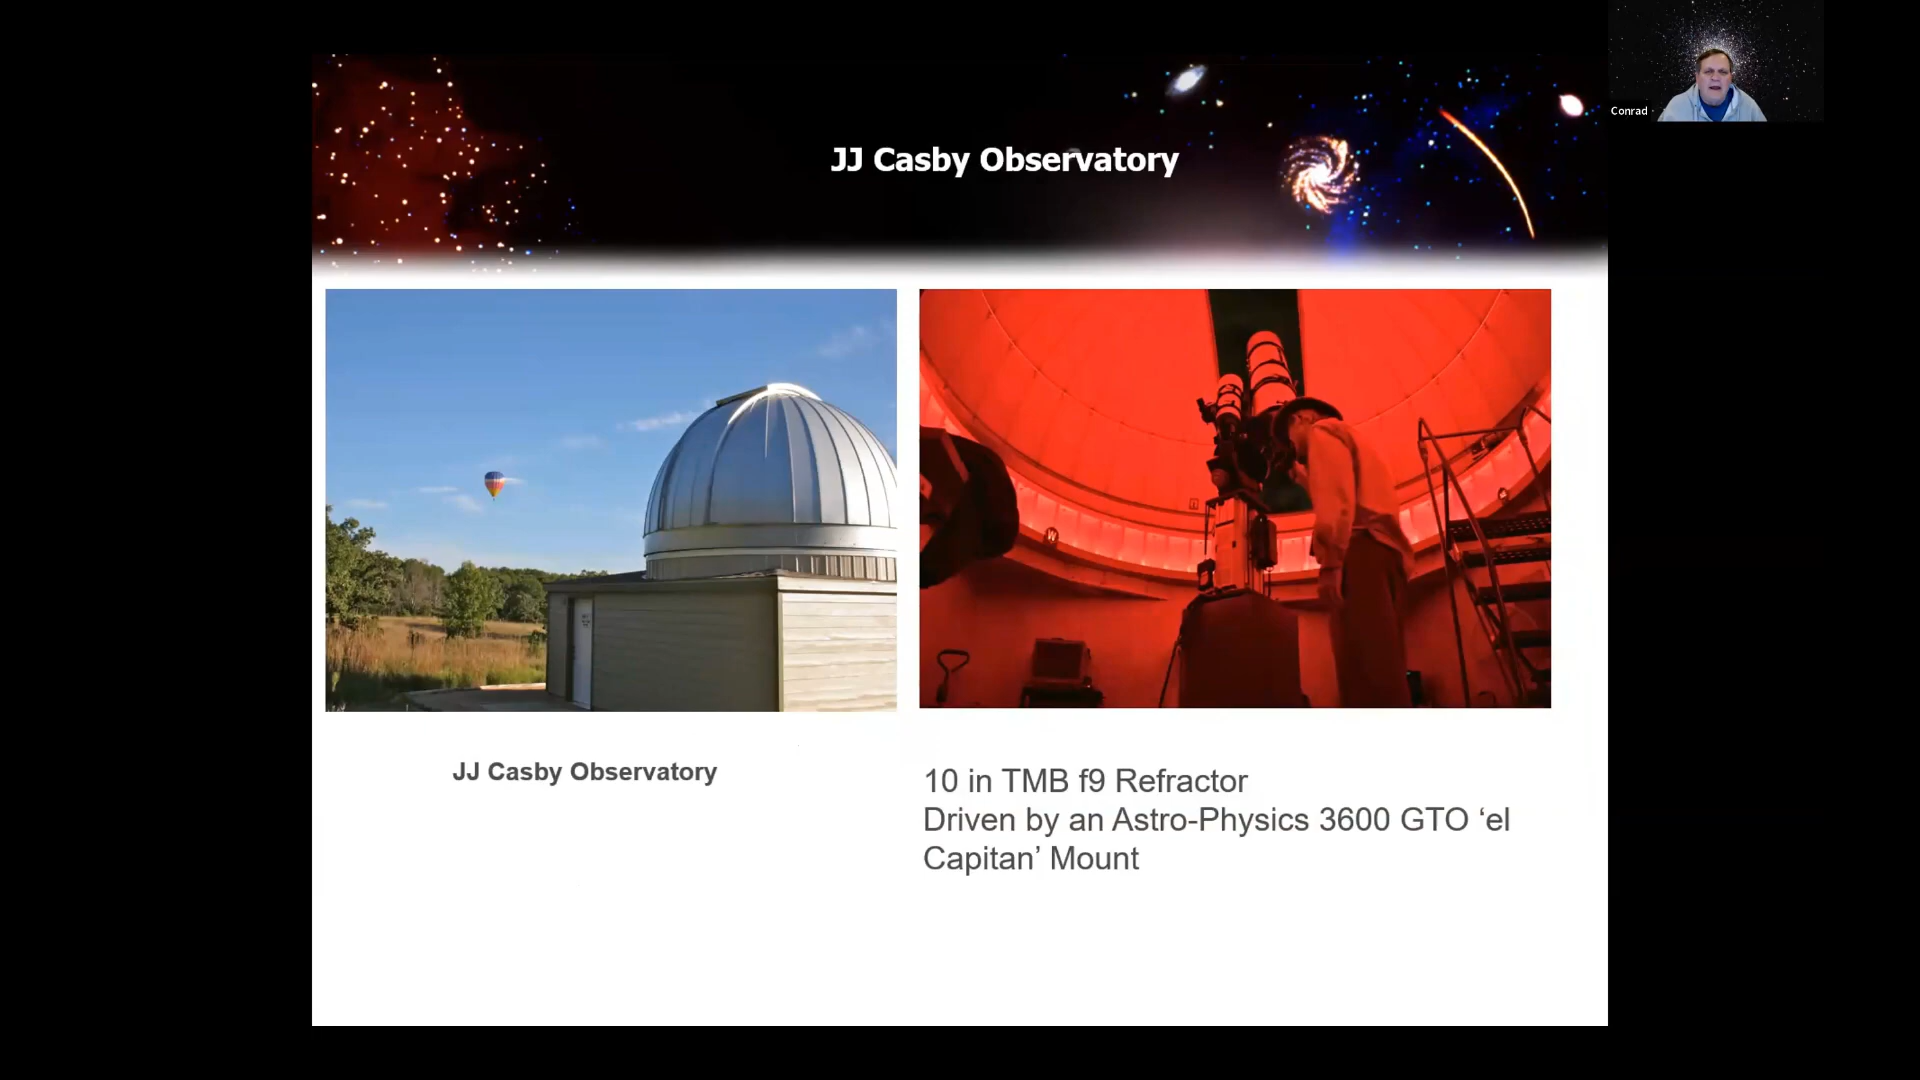 Conrad
JJ Casby Observatory
W
JJ Casby Observatory
10 in TMB f9 Refractor
Driven by an Astro-Physics 3600 GTO ‘el
Capitan’ Mount